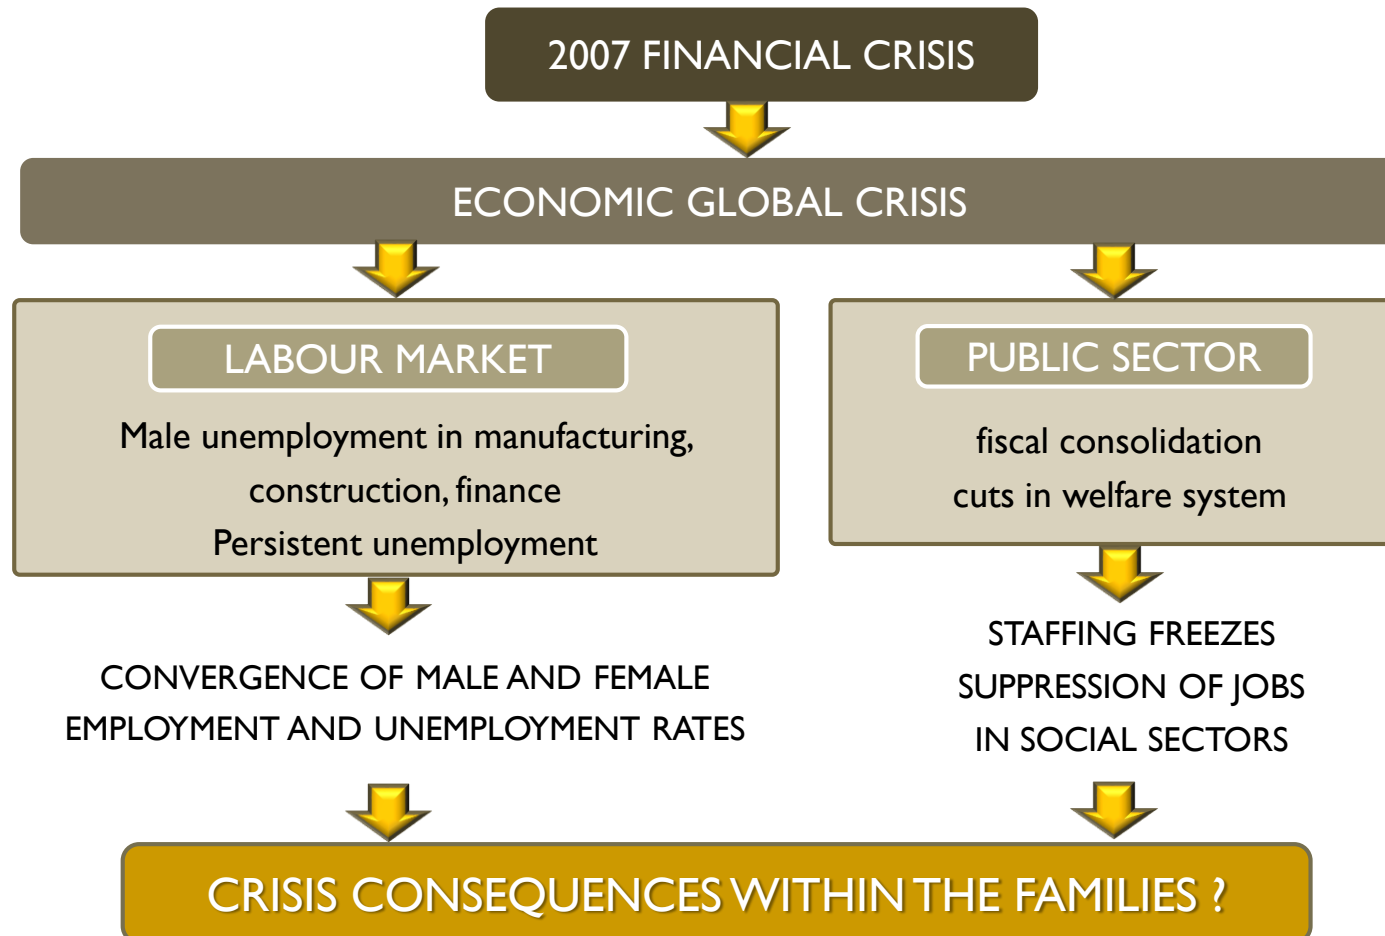 2007 FINANCIAL CRISIS
ECONOMIC GLOBAL CRISIS
LABOUR MARKET
Male unemployment in manufacturing,
construction, finance
Persistent unemployment
CONVERGENCE OF MALE AND FEMALE
EMPLOYMENT AND UNEMPLOYMENT RATES
PUBLIC SECTOR
fiscal consolidation
cuts in welfare system
STAFFING FREEZES
SUPPRESSION OF JOBS
IN SOCIAL SECTORS
CRISIS CONSEQUENCES WITHIN THE FAMILIES ?